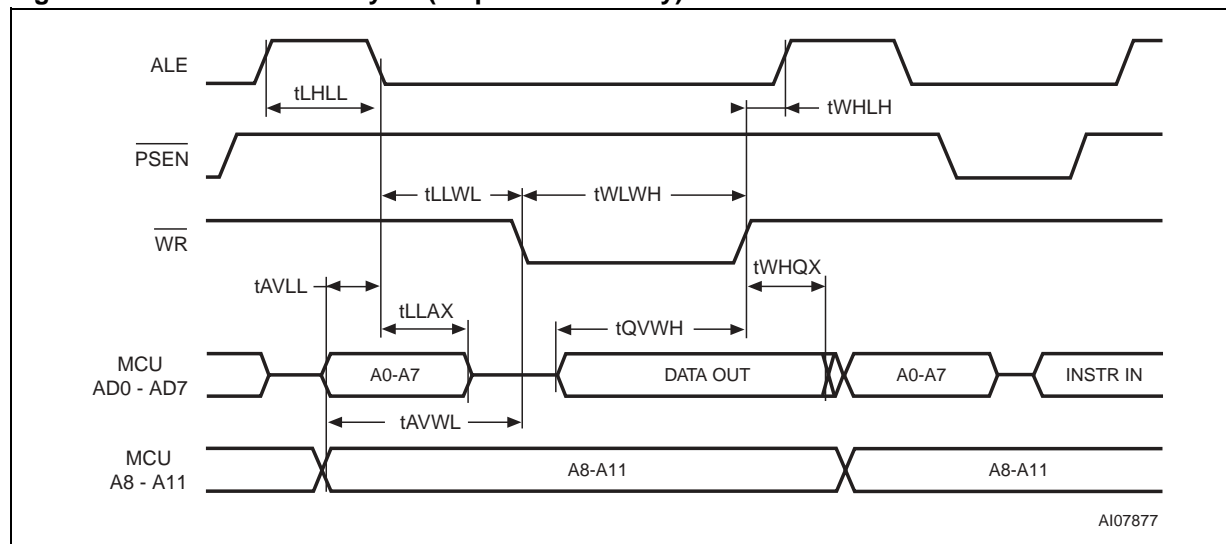 ALE
tLHLL
tWHLH
PSEN
tLLWL
tWLWH
WR
tWHQX
tAVLL
tLLAX
tQVWH
MCU
AD0 - AD7
A0-A7
DATA OUT
A0-A7
INSTR IN
tAVWL
MCU
A8 - A11
A8-A11
A8-A11
AI07877